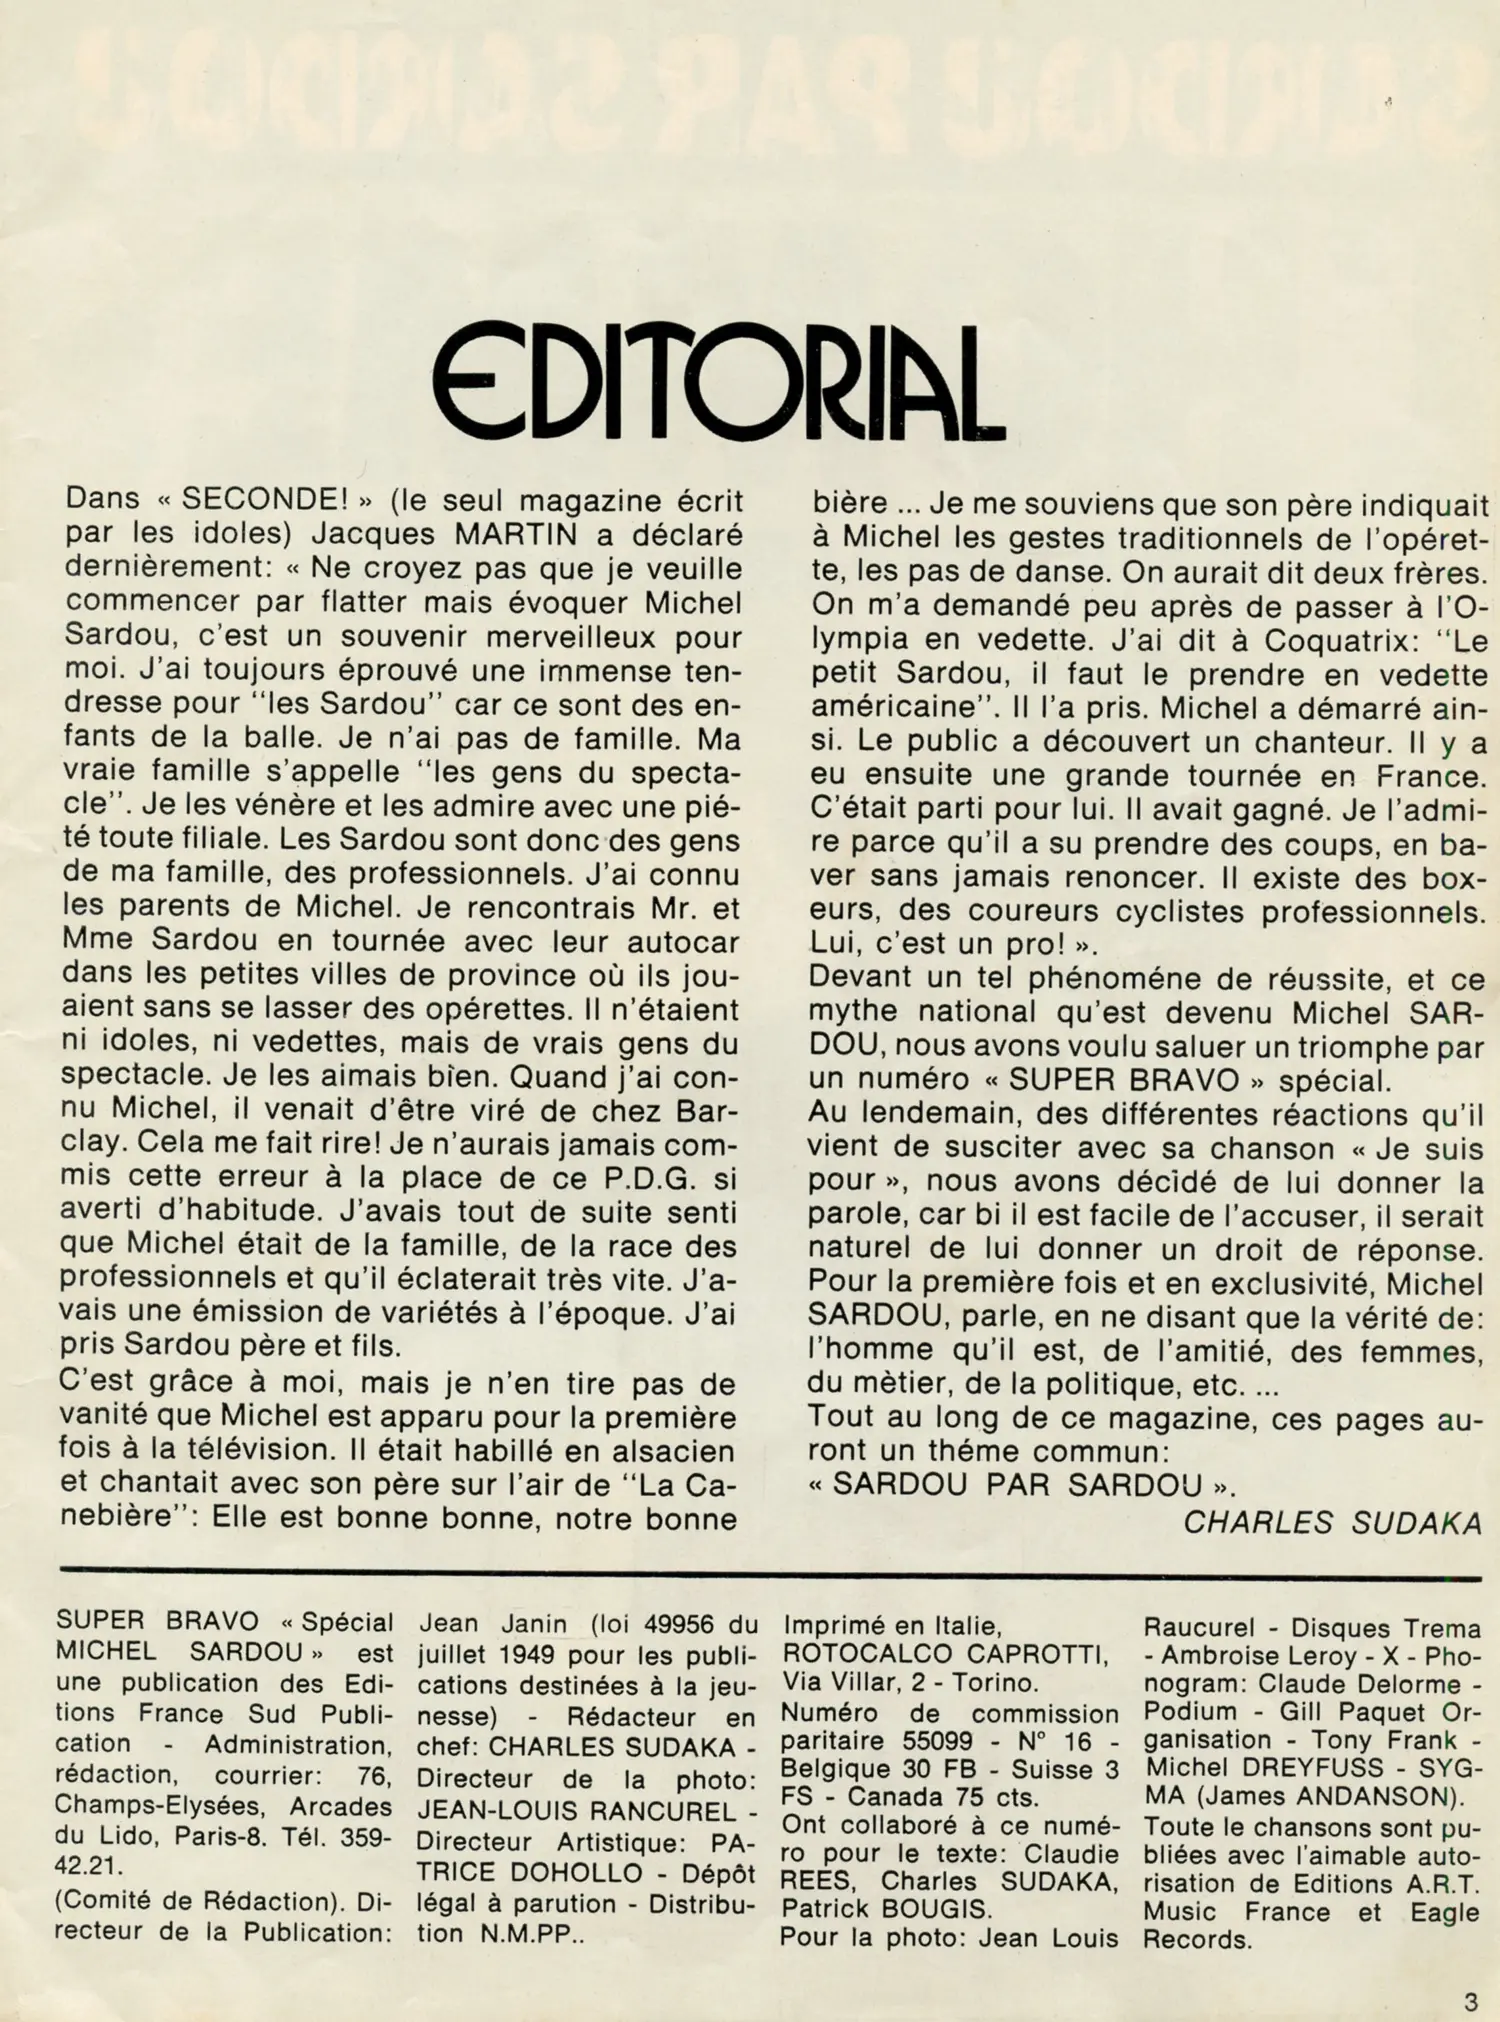 EDITORIAL
Dans « SECONDE! » (le seul magazine écrit
par les idoles) Jacques MARTIN a déclaré
dernièrement: « Ne croyez pas que je veuille
commencer par flatter mais évoquer Michel
Sardou, c'est un souvenir merveilleux pour
moi. J'ai toujours éprouvé une immense ten-
dresse pour "les Sardou" car ce sont des en-
fants de la balle. Je n'ai pas de famille. Ma
vraie famille s'appelle "les gens du specta-
cle". Je les vénère et les admire avec une pié-
té toute filiale. Les Sardou sont donc des gens
de ma famille, des professionnels. J'ai connu
les parents de Michel. Je rencontrais Mr. et
Mme Sardou en tournée avec leur autocar
dans les petites villes de province où ils jou-
aient sans se lasser des opérettes. Il n'étaient
ni idoles, ni vedettes, mais de vrais gens du
spectacle. Je les aimais bien. Quand j'ai con-
nu Michel, il venait d'être viré de chez Bar-
clay. Cela me fait rire! Je n'aurais jamais com-
mis cette erreur à la place de ce P.D.G. si
averti d'habitude. J'avais tout de suite senti
que Michel était de la famille, de la race des
professionnels et qu'il éclaterait très vite. J'a-
vais une émission de variétés à l'époque. J'ai
pris Sardou père et fils.
C'est grâce à moi, mais je n'en tire pas de
vanité que Michel est apparu pour la première
fois à la télévision. Il était habillé en alsacien
et chantait avec son père sur l'air de "La Ca-
nebière": Elle est bonne bonne, notre bonne
bière ... Je me souviens que son père indiquait
à Michel les gestes traditionnels de l'opéret-
te, les pas de danse. On aurait dit deux frères.
On m'a demandé peu après de passer à l'O-
lympia en vedette. J'ai dit à Coquatrix: "Le
petit Sardou, il faut le prendre en vedette
américaine". Il l'a pris. Michel a démarré ain-
si. Le public a découvert un chanteur. Il y a
eu ensuite une grande tournée en France.
C'était parti pour lui. Il avait gagné. Je l'admi-
re parce qu'il a su prendre des coups, en ba-
ver sans jamais renoncer. Il existe des box-
eurs, des coureurs cyclistes professionnels.
Lui, c'est un pro! ».
Devant un tel phénoméne de réussite, et ce
mythe national qu'est devenu Michel SAR-
DOU, nous avons voulu saluer un triomphe par
un numéro « SUPER BRAVO » spécial.
Au lendemain, des différentes réactions qu'il
vient de susciter avec sa chanson « Je suis
pour », nous avons décidé de lui donner la
parole, car bi il est facile de l'accuser, il serait
naturel de lui donner un droit de réponse.
Pour la première fois et en exclusivité, Michel
SARDOU, parle, en ne disant que la vérité de:
l'homme qu'il est, de l'amitié, des femmes,
du mètier, de la politique, etc. ...
Tout au long de ce magazine, ces pages au-
ront un théme commun:
« SARDOU PAR SARDOU ».
CHARLES SUDAKA
SUPER BRAVO « Spécial
MICHEL SARDOU » est
une publication des Edi-
tions France Sud Publi-
cation - Administration,
rédaction, courrier: 76,
Champs-Elysées, Arcades
du Lido, Paris-8. Tél. 359-
42.21.
(Comité de Rédaction). Di-
recteur de la Publication:
Jean Janin (loi 49956 du
juillet 1949 pour les publi-
cations destinées à la jeu-
nesse) - Rédacteur en
chef: CHARLES SUDAKA -
Directeur de la photo:
JEAN-LOUIS RANCUREL -
Directeur Artistique: PA-
TRICE DOHOLLO - Dépôt
légal à parution - Distribu-
tion N.M.PP..
Imprimé en Italie,
ROTOCALCO CAPROTTI,
Via Villar, 2 - Torino.
Numéro de commission
paritaire 55099 - N° 16 -
Belgique 30 FB - Suisse 3
FS - Canada 75 cts.
Ont collaboré à ce numé-
ro pour le texte: Claudie
REES, Charles SUDAKA,
Patrick BOUGIS.
Pour la photo: Jean Louis
Raucurel - Disques Trema
- Ambroise Leroy - X - Pho-
nogram: Claude Delorme -
Podium - Gill Paquet Or-
ganisation - Tony Frank -
Michel DREYFUSS - SYG-
MA (James ANDANSON).
Toute le chansons sont pu-
bliées avec l'aimable auto-
risation de Editions A.R.T.
Music France et Eagle
Records.
3